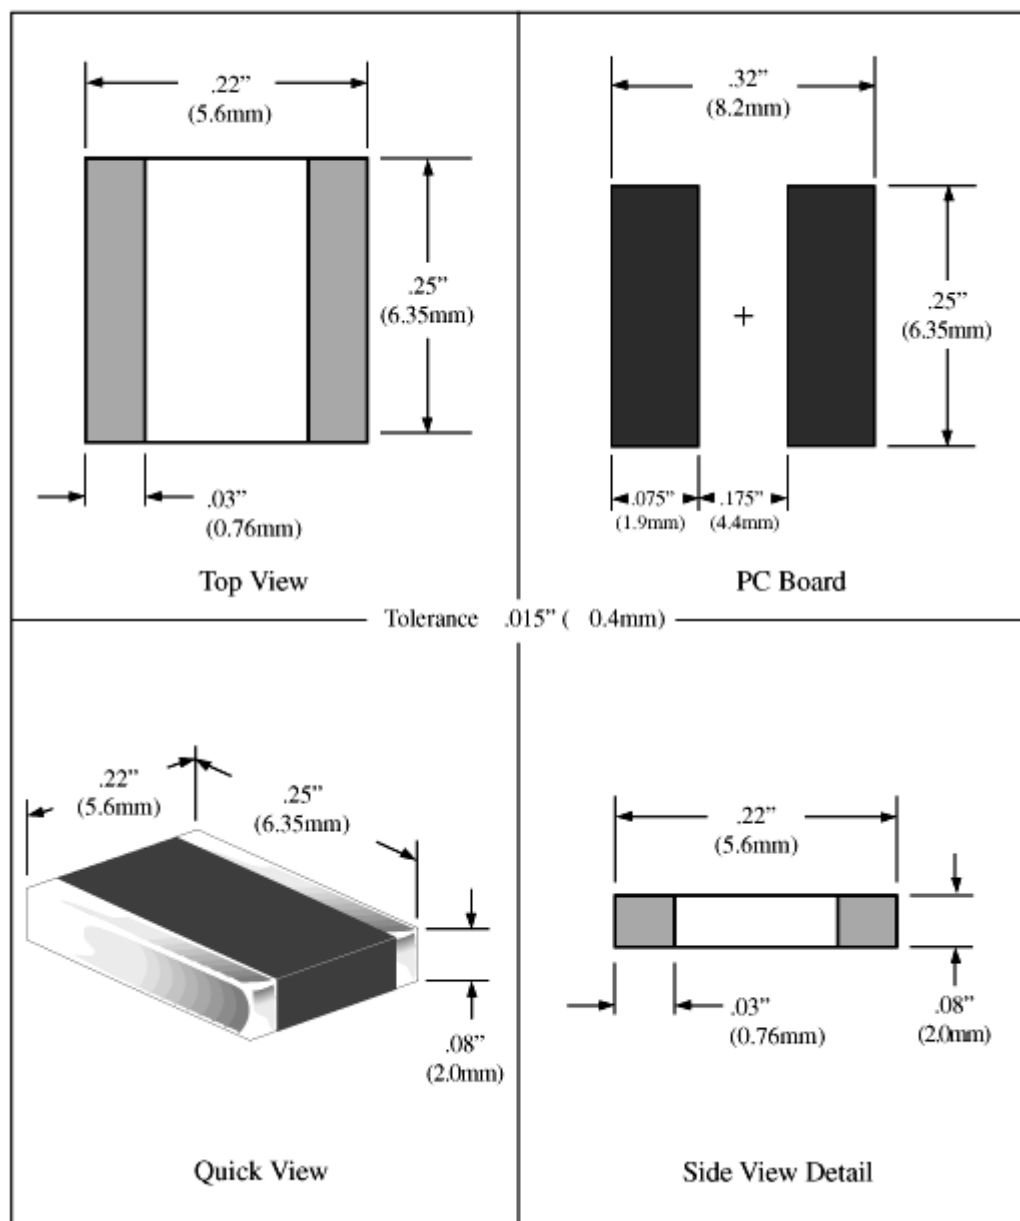 .22”
(5.6mm)
.25”
(6.35mm)
.03”
(0.76mm)
Top View
.32”
(8.2mm)
.25”
(6.35mm)
.075”
(1.9mm)
.175”
(4.4mm)
PC Board
Tolerance .015” ( 0.4mm)
.22”
(5.6mm)
.25”
(6.35mm)
.08”
(2.0mm)
Quick View
.22”
(5.6mm)
.03”
(0.76mm)
.08”
(2.0mm)
Side View Detail